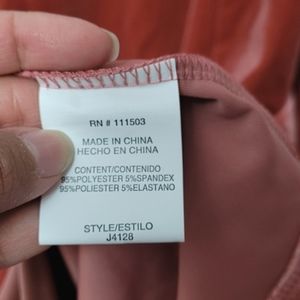 RN # 111503
MADE IN CHINA
HECHO EN CHINA
CONTENT/CONTENIDO
95%POLYESTER 5%SPANDEX
95%POLIESTER 5%ELASTANO
STYLE/ESTILO
J4128